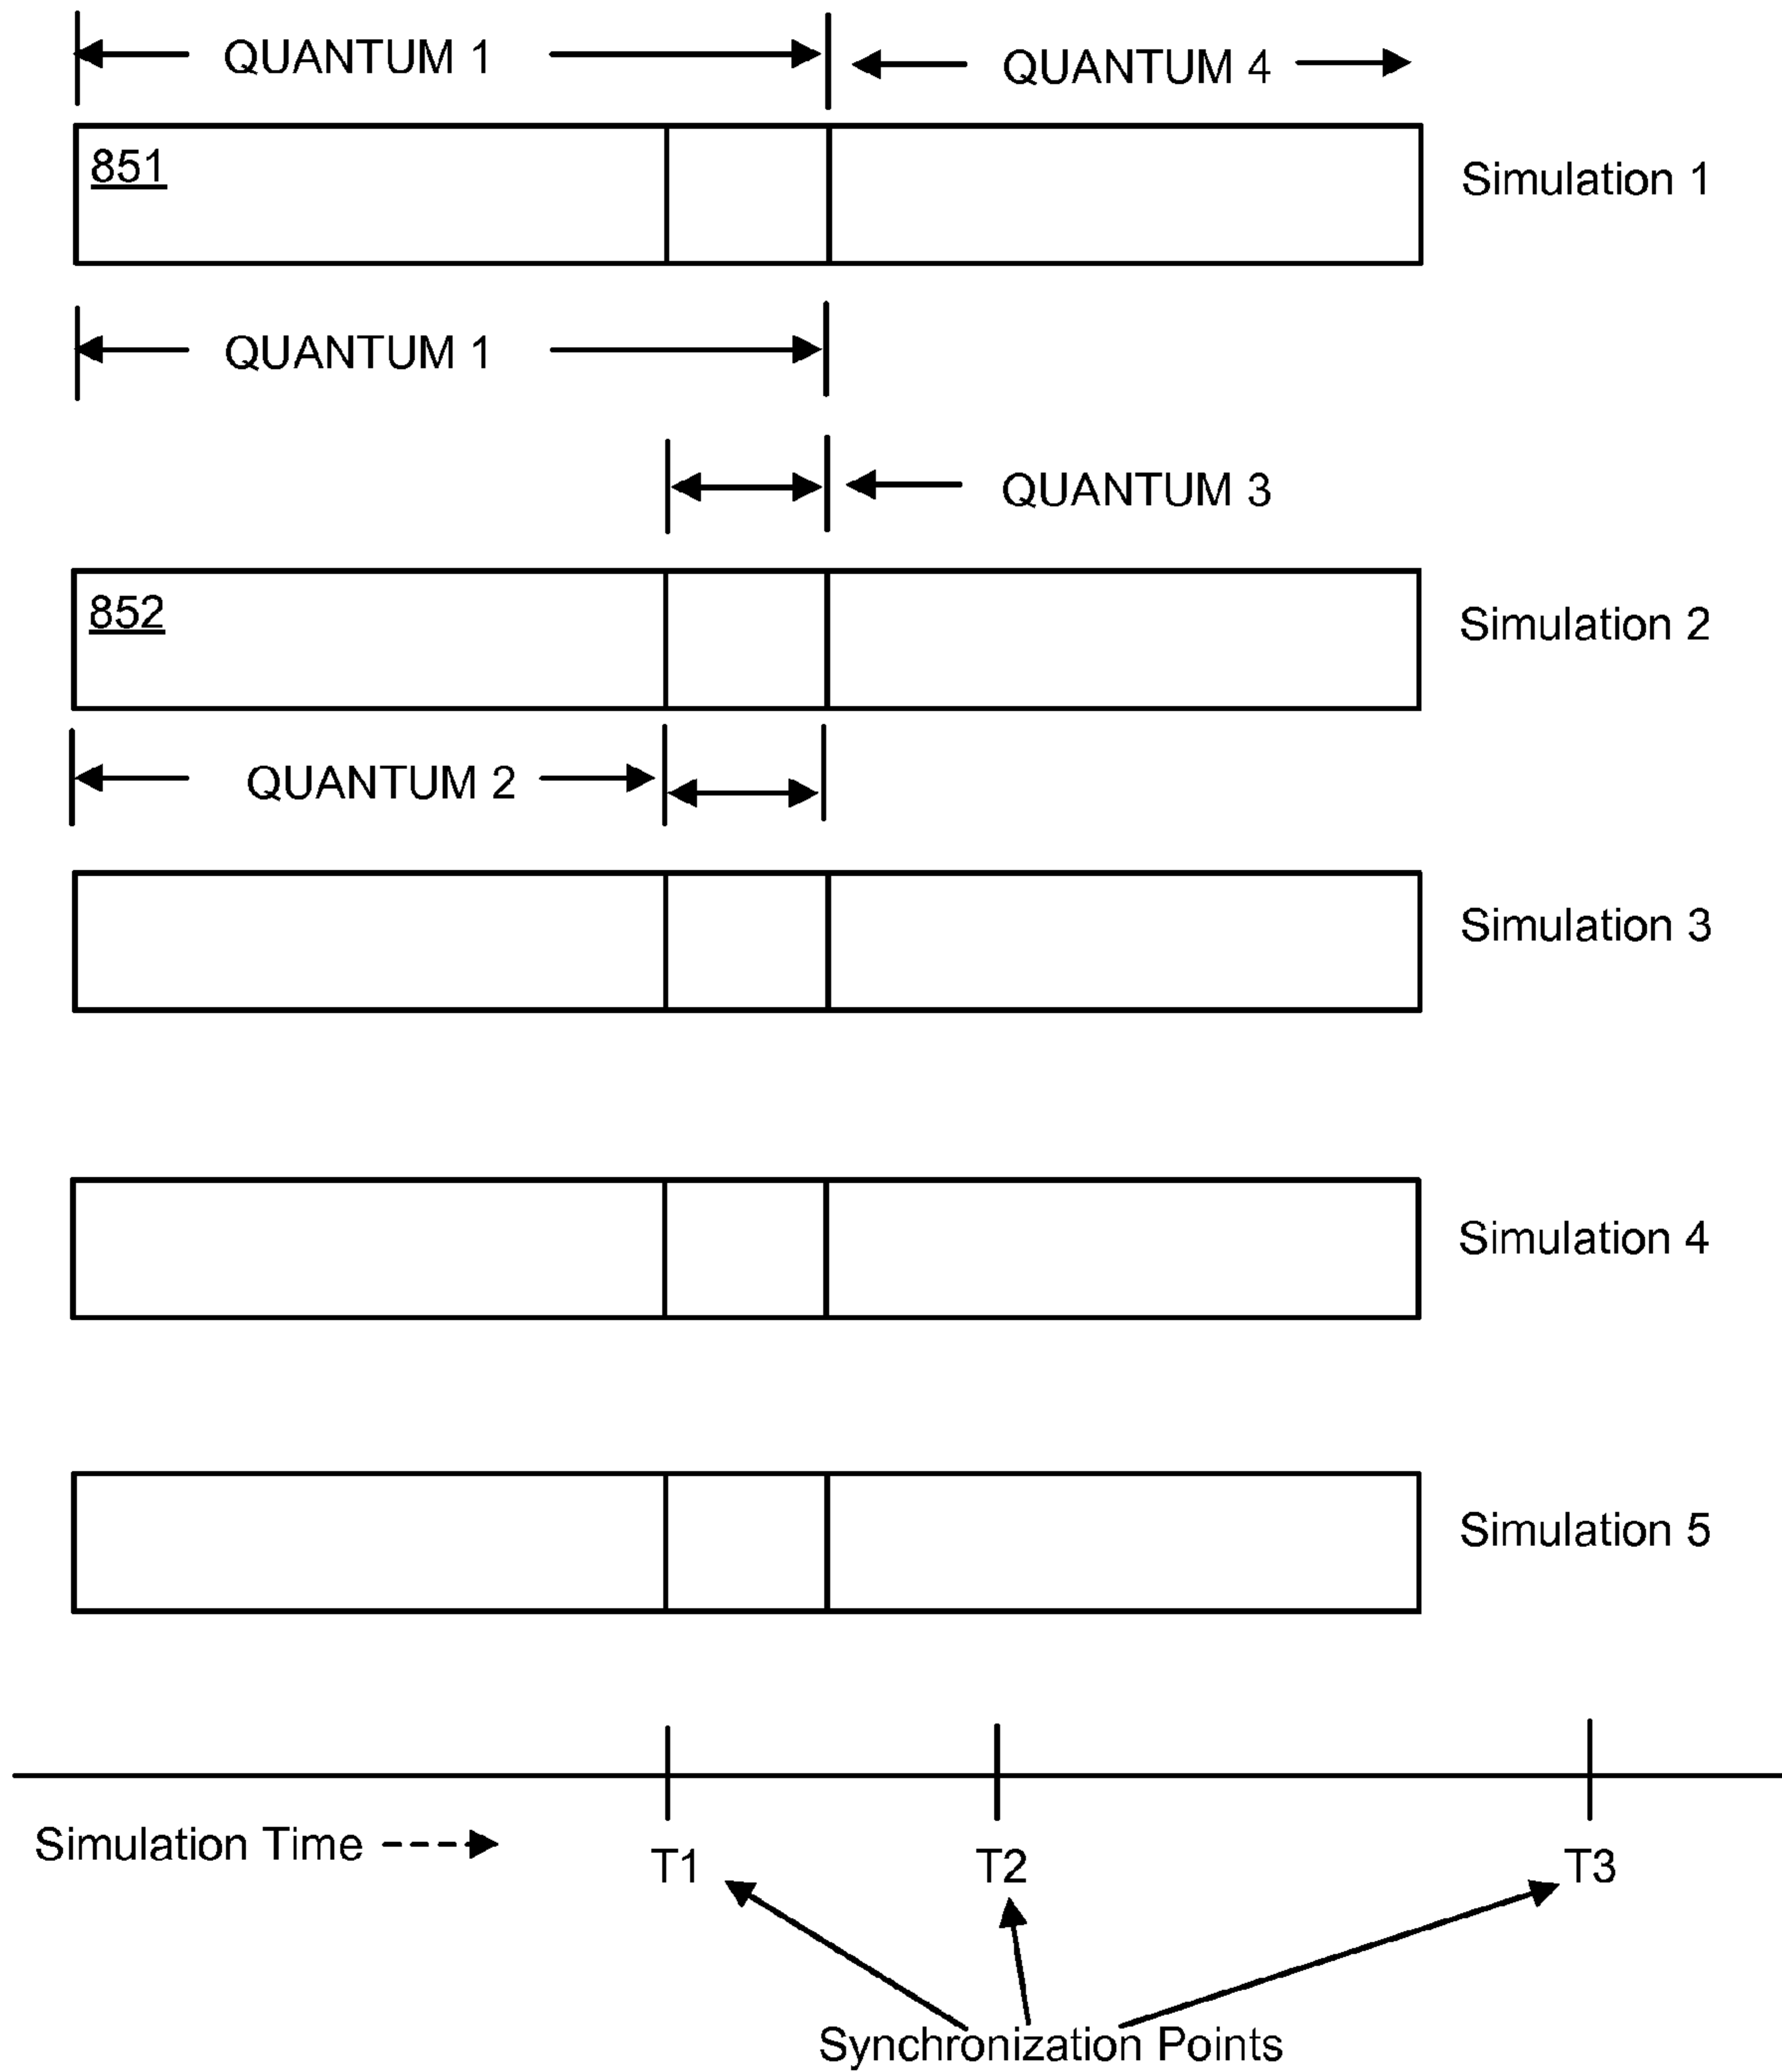 QUANTUM 1
QUANTUM 4
851
Simulation 1
QUANTUM 1
QUANTUM 3
852
Simulation 2
QUANTUM 2
Simulation 3
Simulation 4
Simulation 5
Simulation Time
T1
T2
T3
Synchronization Points